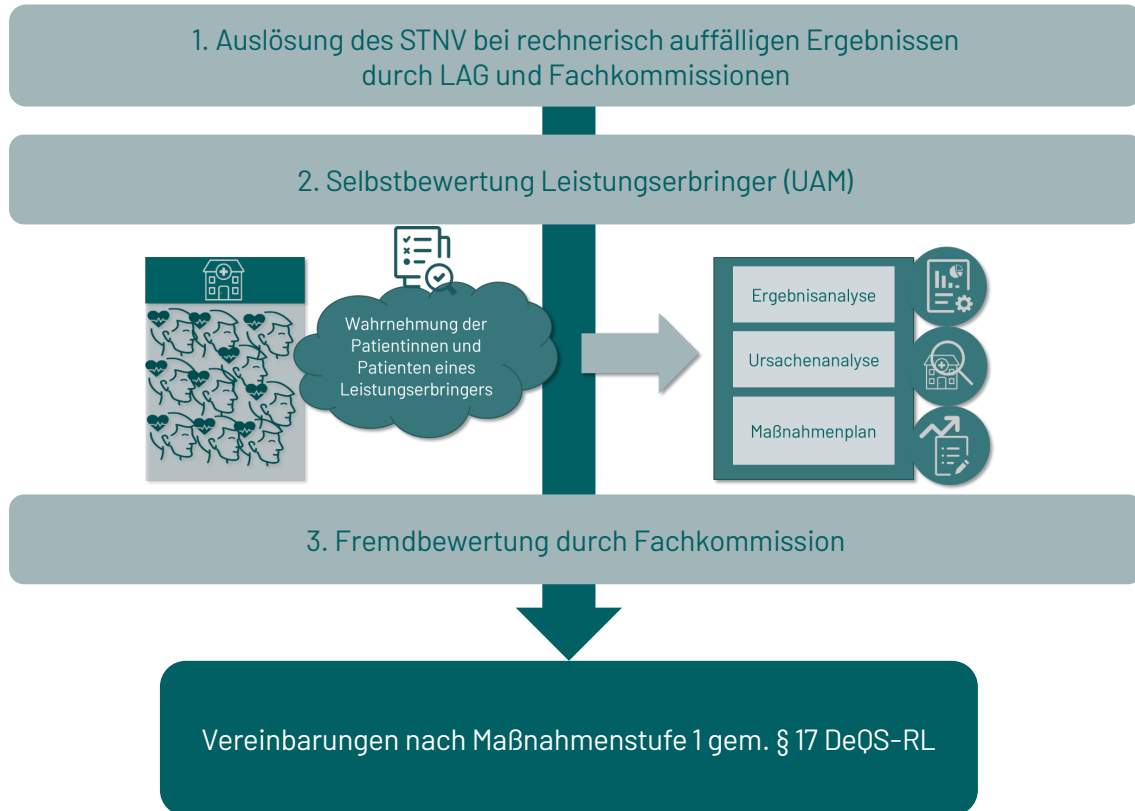 1. Auslösung des STNV bei rechnerisch auffälligen Ergebnissen
durch LAG und Fachkommissionen
2. Selbstbewertung Leistungserbringer (UAM)
Wahrnehmung der
Patientinnen und
Patienten eines
Leistungserbringers
Ergebnisanalyse
Ursachenanalyse
Maßnahmenplan
3. Fremdbewertung durch Fachkommission
Vereinbarungen nach Maßnahmenstufe 1 gem. § 17 DeQS-RL